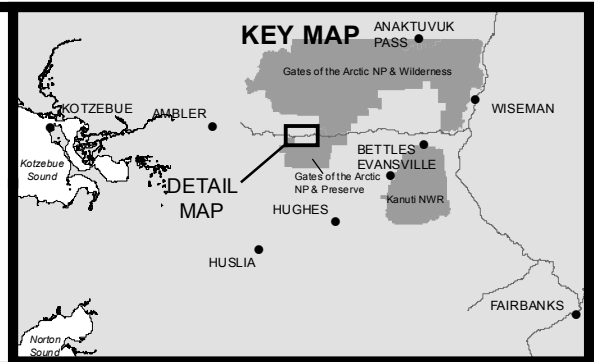 KEY MAP
ANAKTUVUK
PASS
Gates of the Arctic NP & Wilderness
WISEMAN
KOTZEBUE
AMBLER
Kotzebue
Sound
BETTLES
EVANSVILLE
DETAIL
MAP
Gates of the Arctic
NP & Preserve
Kanuti NWR
HUGHES
HUSLIA
FAIRBANKS
Norton
Sound